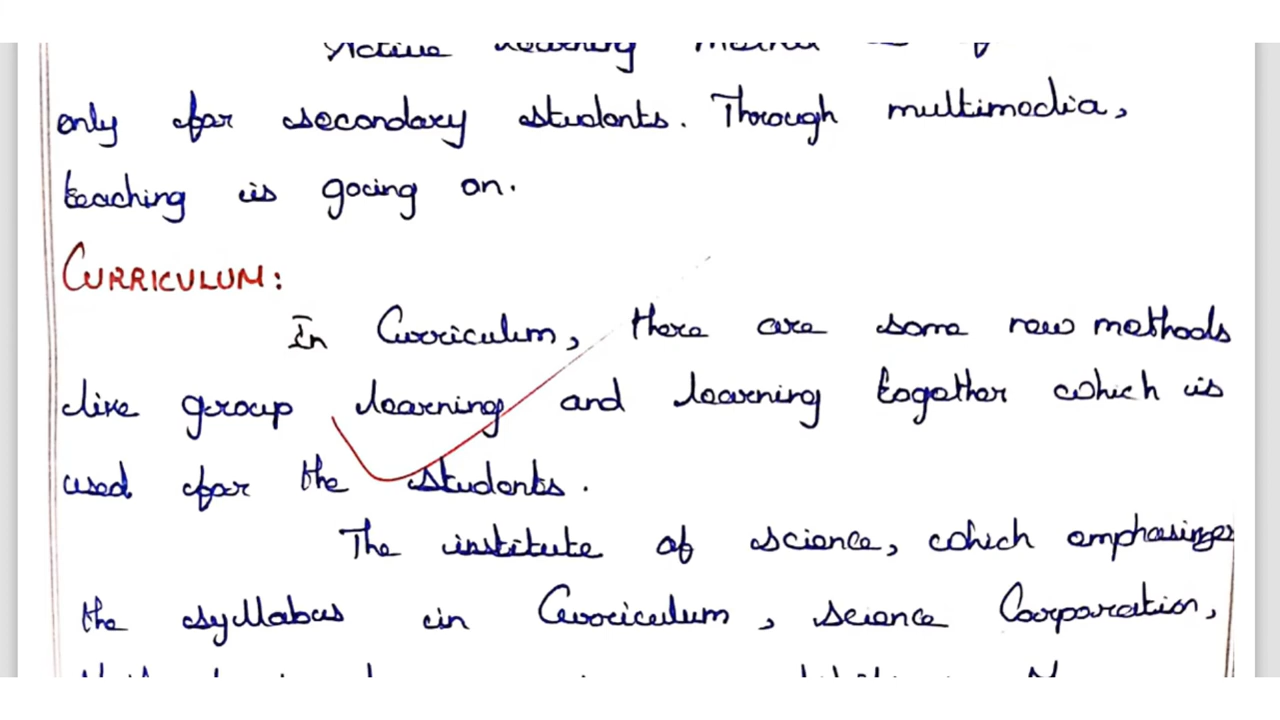 Active learning
only for secondary students. Through multimedia,
teaching is going on.
CURRICULUM:
In Curriculum, there are some new methods
like group learning and learning together which is
used for the students.
The institute of science, which emphasizes
the syllabus in Curriculum, science Corporation,